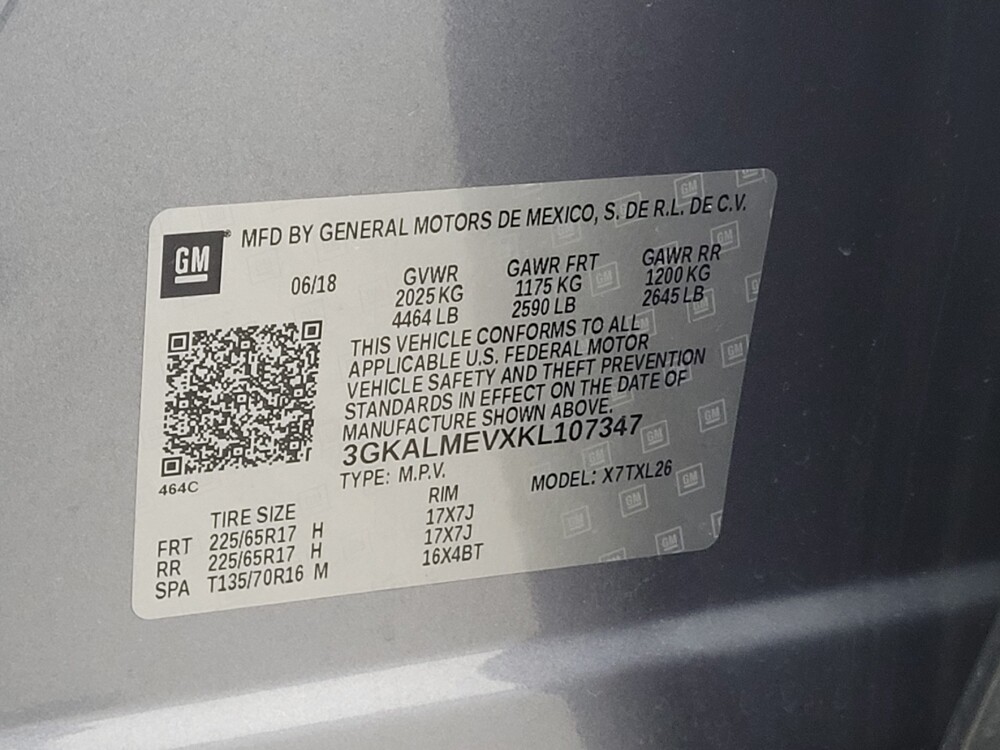 GM
MFD BY GENERAL MOTORS DE MEXICO, S. DE R.L. DE C.V.
06/18
GVWR
2025 KG
4464 LB
GAWR FRT
1175 KG
2590 LB
GAWR RR
1200 KG
2645 LB
THIS VEHICLE CONFORMS TO ALL
APPLICABLE U.S. FEDERAL MOTOR
VEHICLE SAFETY AND THEFT PREVENTION
STANDARDS IN EFFECT ON THE DATE OF
MANUFACTURE SHOWN ABOVE.
3GKALMEVXKL107347
TYPE: M.P.V.
MODEL: X7TXL26
464C
TIRE SIZE RIM
FRT 225/65R17 H 17X7J
RR 225/65R17 H 17X7J
SPA T135/70R16 M 16X4BT